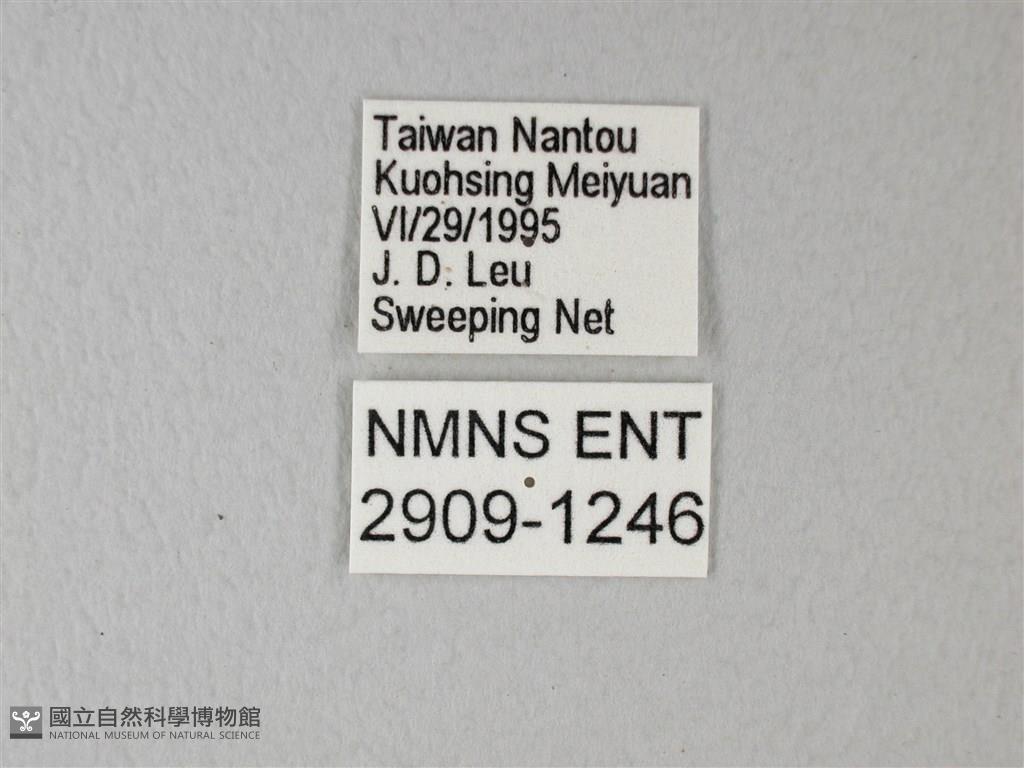 Taiwan Nantou
Kuohsing Meiyuan
VI/29/1995
J. D. Leu
Sweeping Net
NMNS ENT
2909-1246
國立自然科學博物館
NATIONAL MUSEUM OF NATURAL SCIENCE